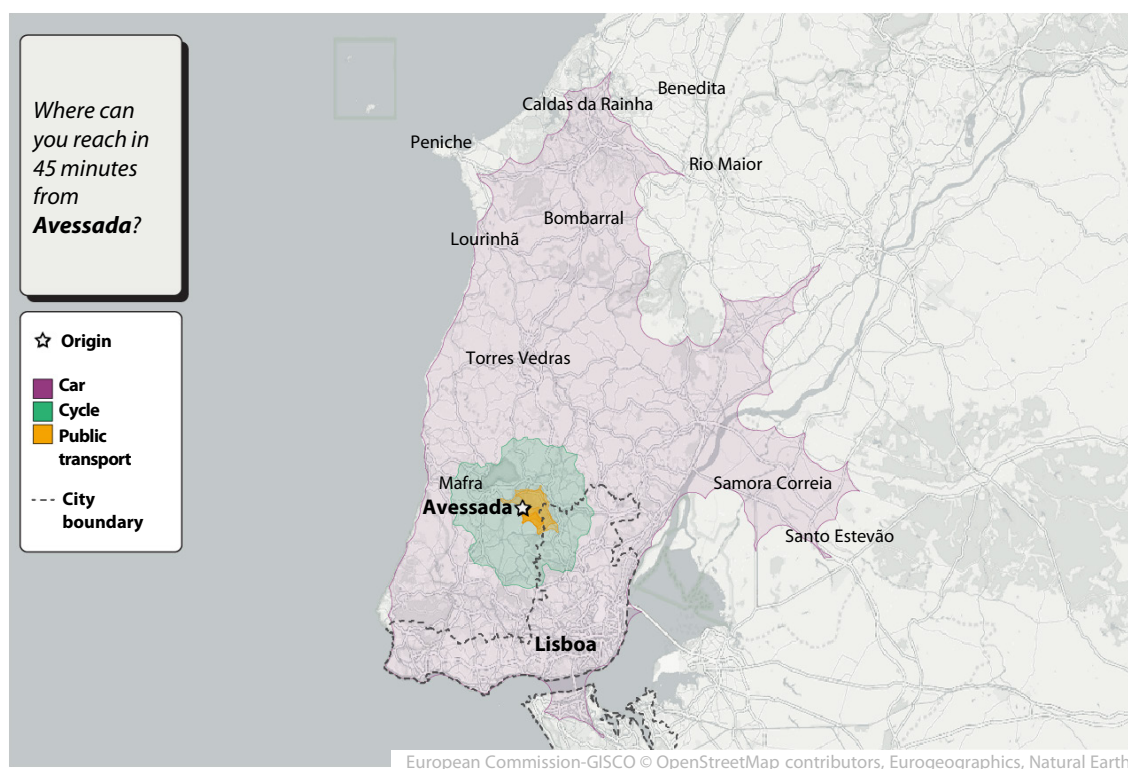 Where can
you reach in
45 minutes
from
Avessada?
Origin
Car
Cycle
Public
transport
City
boundary
Benedita
Caldas da Rainha
Peniche
Rio Maior
Bombarral
Lourinhã
Torres Vedras
Mafra
Samora Correia
Avessada
Santo Estevão
Lisboa
European Commission-GISCO © OpenStreetMap contributors, Eurogeographics, Natural Earth